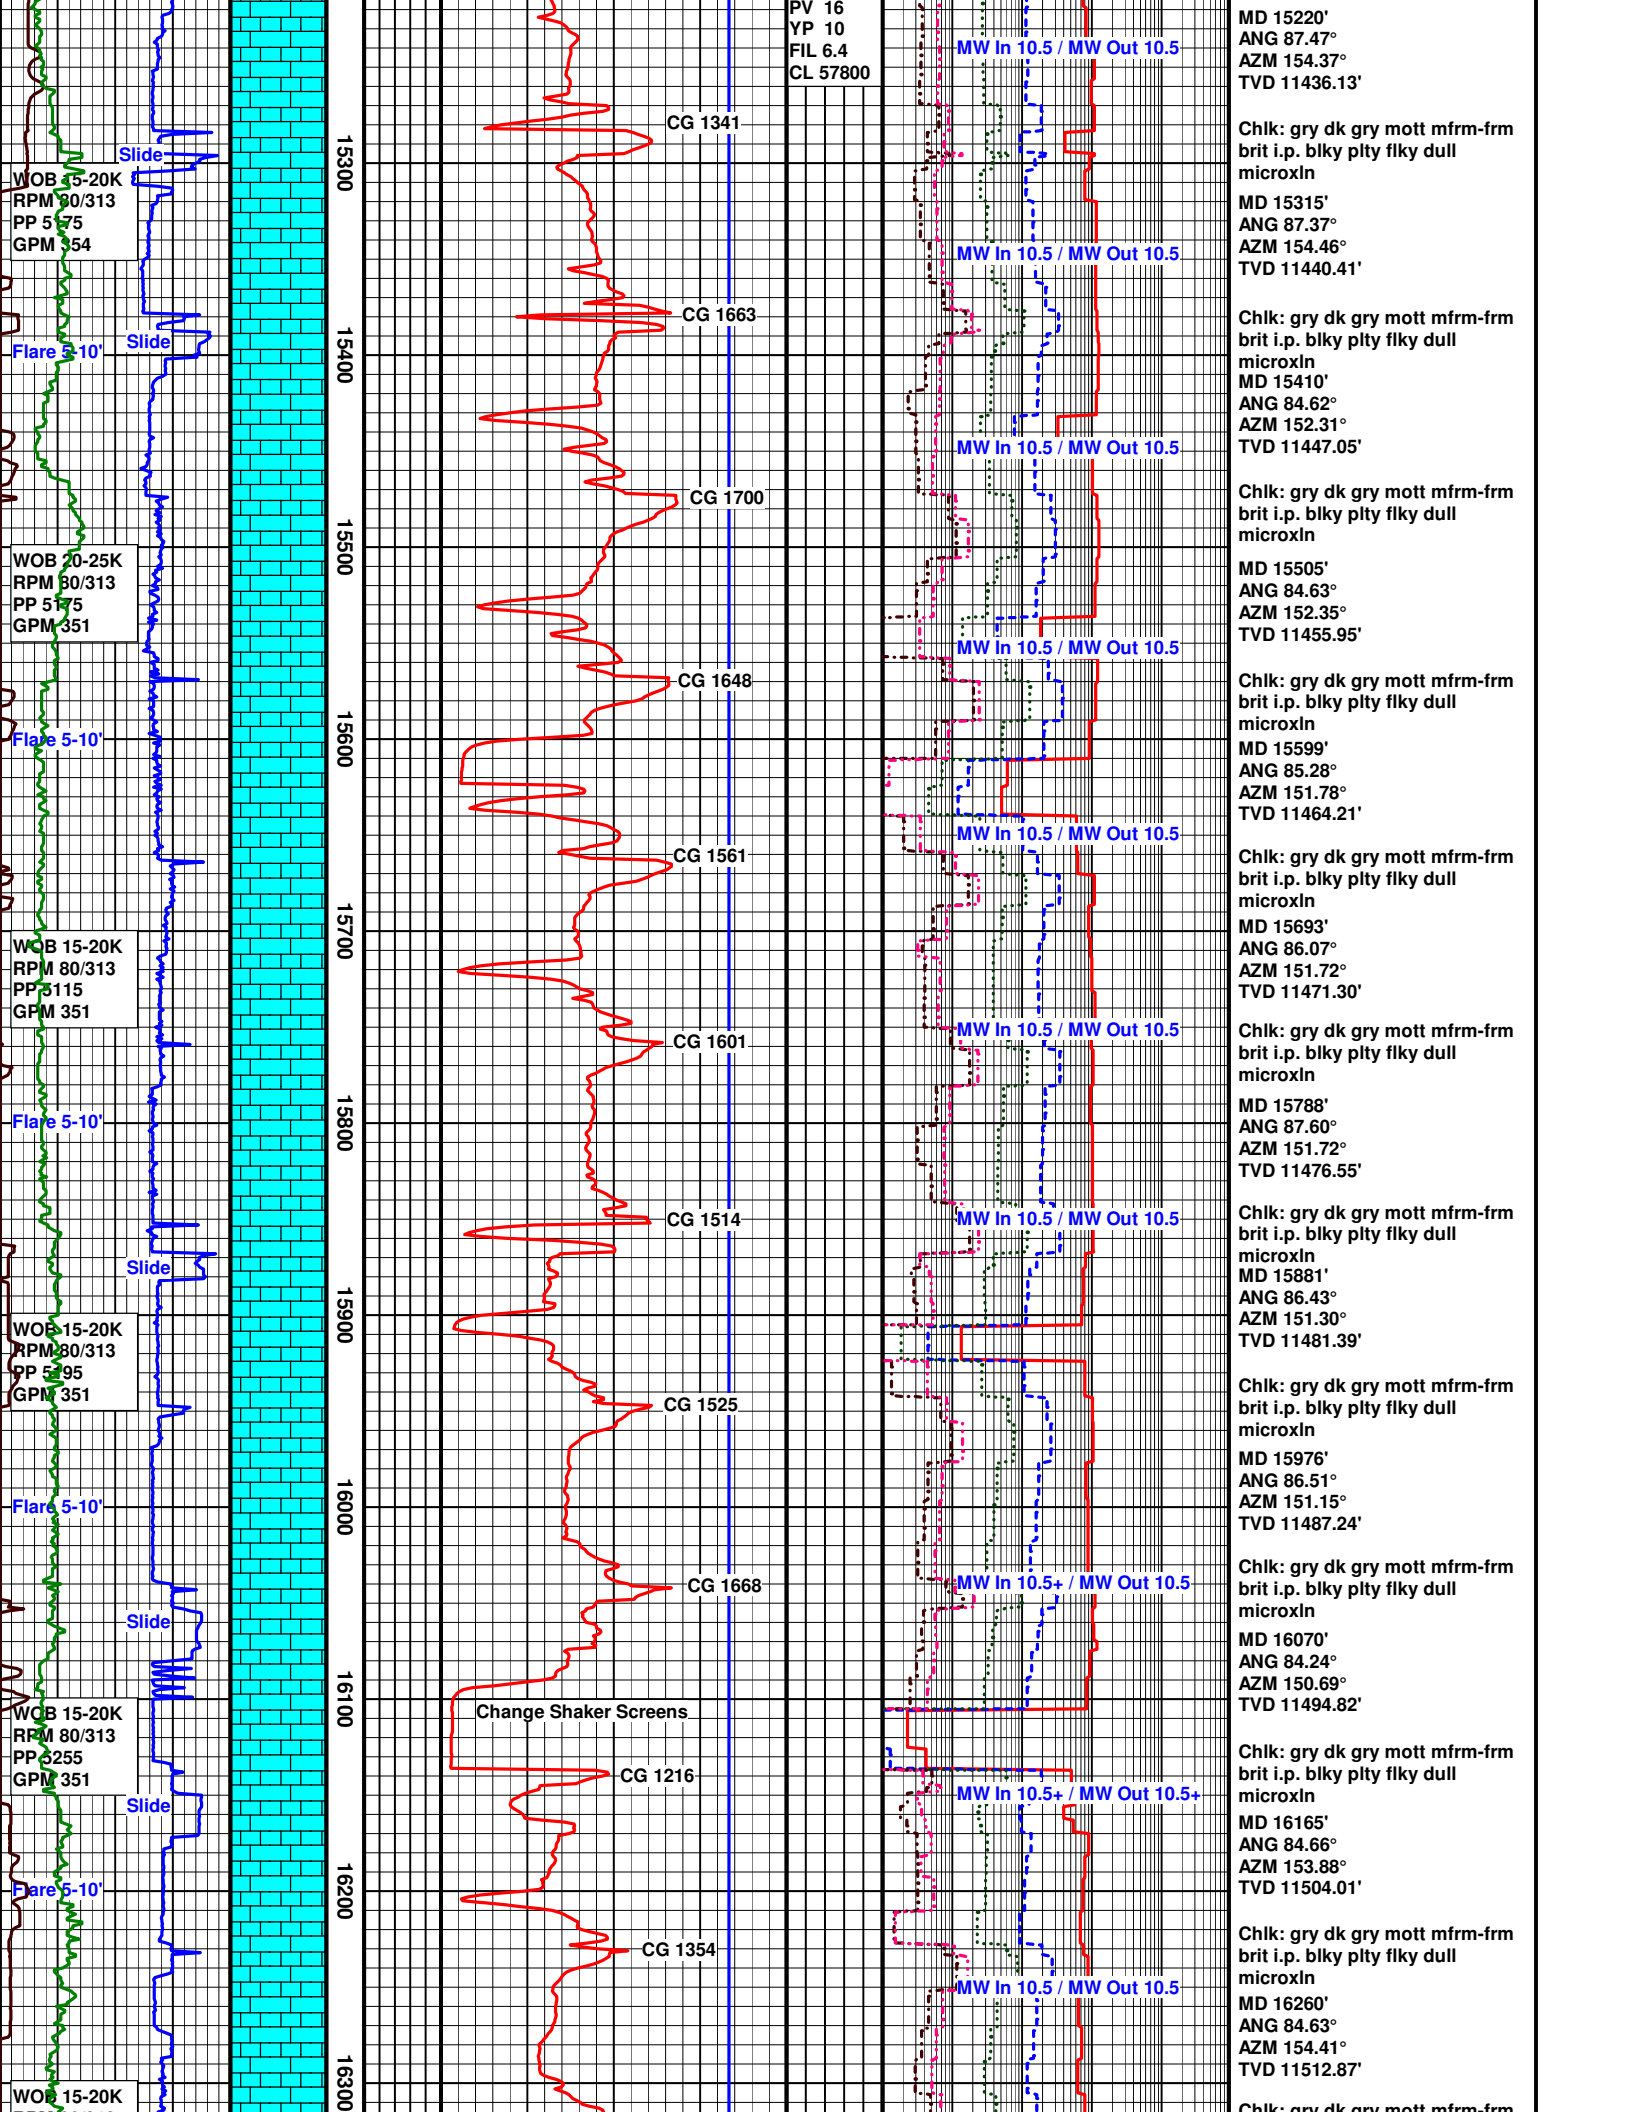 PV 16
YP 10
FIL 6.4
CL 57800
MW In 10.5 / MW Out 10.5
MD 15220'
ANG 87.47°
AZM 154.37°
TVD 11436.13'
CG 1341
Slide
15300
Chlk: gry dk gry mott mfrm-frm
brit i.p. blky plty flky dull
microxln
WOB 15-20K
RPM 80/313
PP 5175
GPM 354
MD 15315'
ANG 87.37°
AZM 154.46°
TVD 11440.41'
MW In 10.5 / MW Out 10.5
CG 1663
Slide
Flare 5-10'
15400
Chlk: gry dk gry mott mfrm-frm
brit i.p. blky plty flky dull
microxln
MD 15410'
ANG 84.62°
AZM 152.31°
TVD 11447.05'
MW In 10.5 / MW Out 10.5
CG 1700
Chlk: gry dk gry mott mfrm-frm
brit i.p. blky plty flky dull
microxln
15500
WOB 20-25K
RPM 80/313
PP 5175
GPM 351
MD 15505'
ANG 84.63°
AZM 152.35°
TVD 11455.95'
MW In 10.5 / MW Out 10.5
CG 1648
Chlk: gry dk gry mott mfrm-frm
brit i.p. blky plty flky dull
microxln
Flare 5-10'
15600
MD 15599'
ANG 85.28°
AZM 151.78°
TVD 11464.21'
MW In 10.5 / MW Out 10.5
CG 1561
Chlk: gry dk gry mott mfrm-frm
brit i.p. blky plty flky dull
microxln
15700
WOB 15-20K
RPM 80/313
PP 5115
GPM 351
MD 15693'
ANG 86.07°
AZM 151.72°
TVD 11471.30'
MW In 10.5 / MW Out 10.5
CG 1601
Chlk: gry dk gry mott mfrm-frm
brit i.p. blky plty flky dull
microxln
Flare 5-10'
15800
MD 15788'
ANG 87.60°
AZM 151.72°
TVD 11476.55'
MW In 10.5 / MW Out 10.5
CG 1514
Slide
Chlk: gry dk gry mott mfrm-frm
brit i.p. blky plty flky dull
microxln
MD 15881'
ANG 86.43°
AZM 151.30°
TVD 11481.39'
15900
WOB 15-20K
RPM 80/313
PP 5195
GPM 351
CG 1525
Chlk: gry dk gry mott mfrm-frm
brit i.p. blky plty flky dull
microxln
MD 15976'
ANG 86.51°
AZM 151.15°
TVD 11487.24'
Flare 5-10'
16000
MW In 10.5+ / MW Out 10.5
CG 1668
Slide
Chlk: gry dk gry mott mfrm-frm
brit i.p. blky plty flky dull
microxln
MD 16070'
ANG 84.24°
AZM 150.69°
TVD 11494.82'
16100
Change Shaker Screens
WOB 15-20K
RPM 80/313
PP 5255
GPM 351
CG 1216
Slide
MW In 10.5+ / MW Out 10.5+
Chlk: gry dk gry mott mfrm-frm
brit i.p. blky plty flky dull
microxln
MD 16165'
ANG 84.66°
AZM 153.88°
TVD 11504.01'
Flare 5-10'
16200
CG 1354
MW In 10.5 / MW Out 10.5
Chlk: gry dk gry mott mfrm-frm
brit i.p. blky plty flky dull
microxln
MD 16260'
ANG 84.63°
AZM 154.41°
TVD 11512.87'
16300
WOB 15-20K
Chlk: gry dk gry mott mfrm-frm